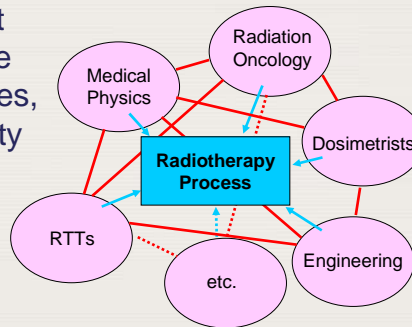 Radiation
Oncology
Medical
Physics
Dosimetrists
Radiotherapy
Process
RTTs
Engineering
etc.